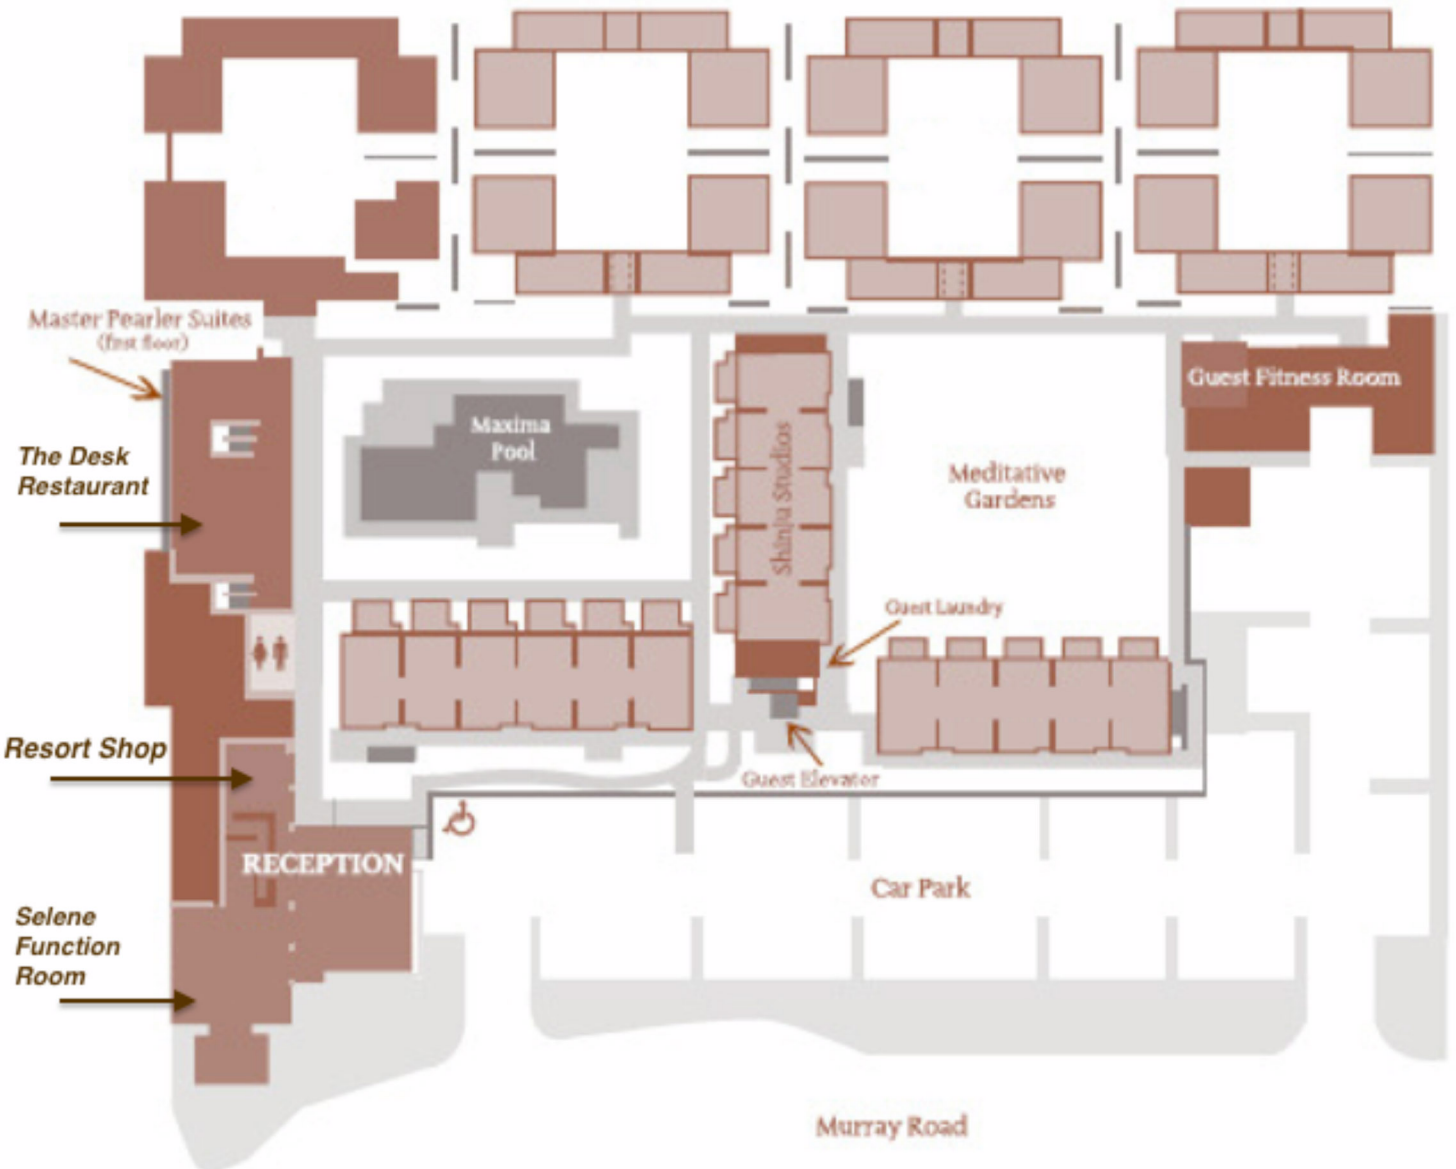 Master Pearler Suites
(first floor)
The Desk
Restaurant
Maxima
Pool
Shinju Studios
Meditative
Gardens
Guest Fitness Room
Guest Laundry
Resort Shop
Guest Elevator
RECEPTION
Car Park
Selene
Function
Room
Murray Road